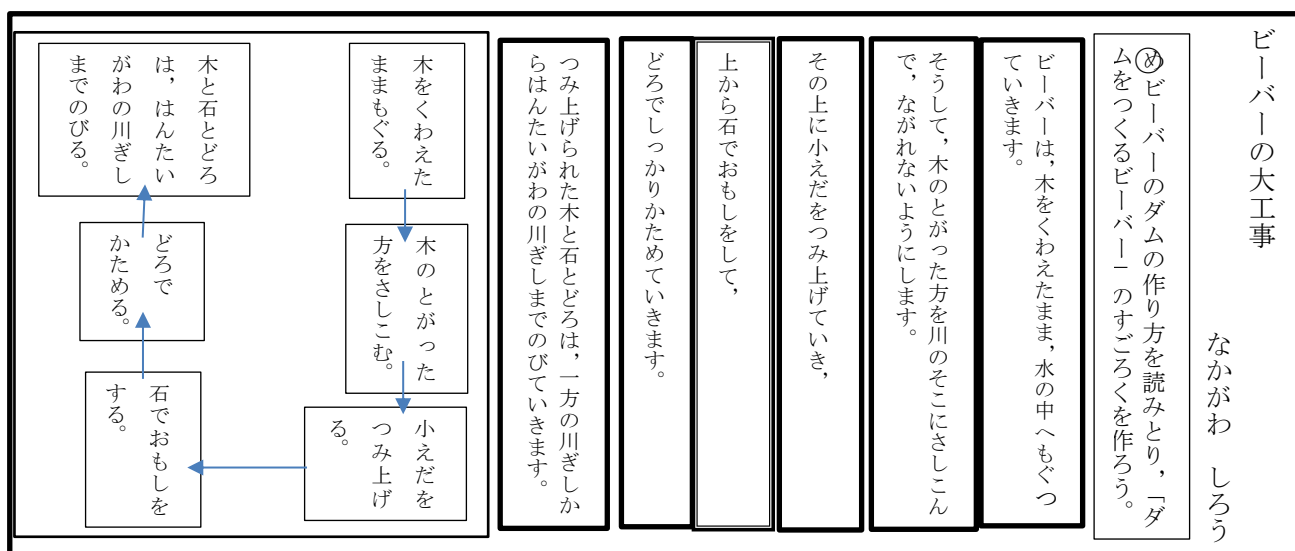 ビーバーの大工事
なかがわ　しろう
めビーバーのダムの作り方を読みとり，「ダ
ムをつくるビーバー」のすごろくを作ろう。
ビーバーは，木をくわえたまま，水の中へもぐっ
ていきます。
そうして，木のとがった方を川のそこにさしこん
で，ながれないようにします。
その上に小えだをつみ上げていき，
上から石でおもしをして，
どろでしっかりかためていきます。
つみ上げられた木と石とどろは，一方の川ぎしか
らはんたいがわの川ぎしまでのびていきます。
木をくわえた
ままもぐる。
木のとがった
方をさしこむ。
小えだを
つみ上げ
る。
石でおもしを
する。
どろで
かためる。
木と石とどろ
は，はんたい
がわの川ぎし
までのびる。